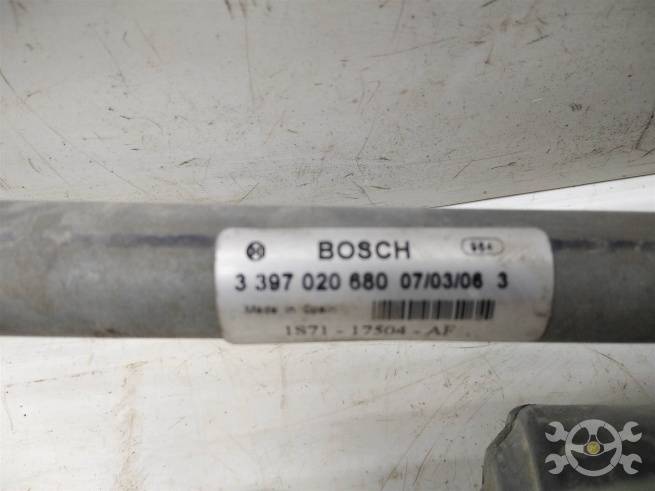 BOSCH
3 397 020 680 07/03/06 3
Made in Spain
1S71 - 17504 - AF